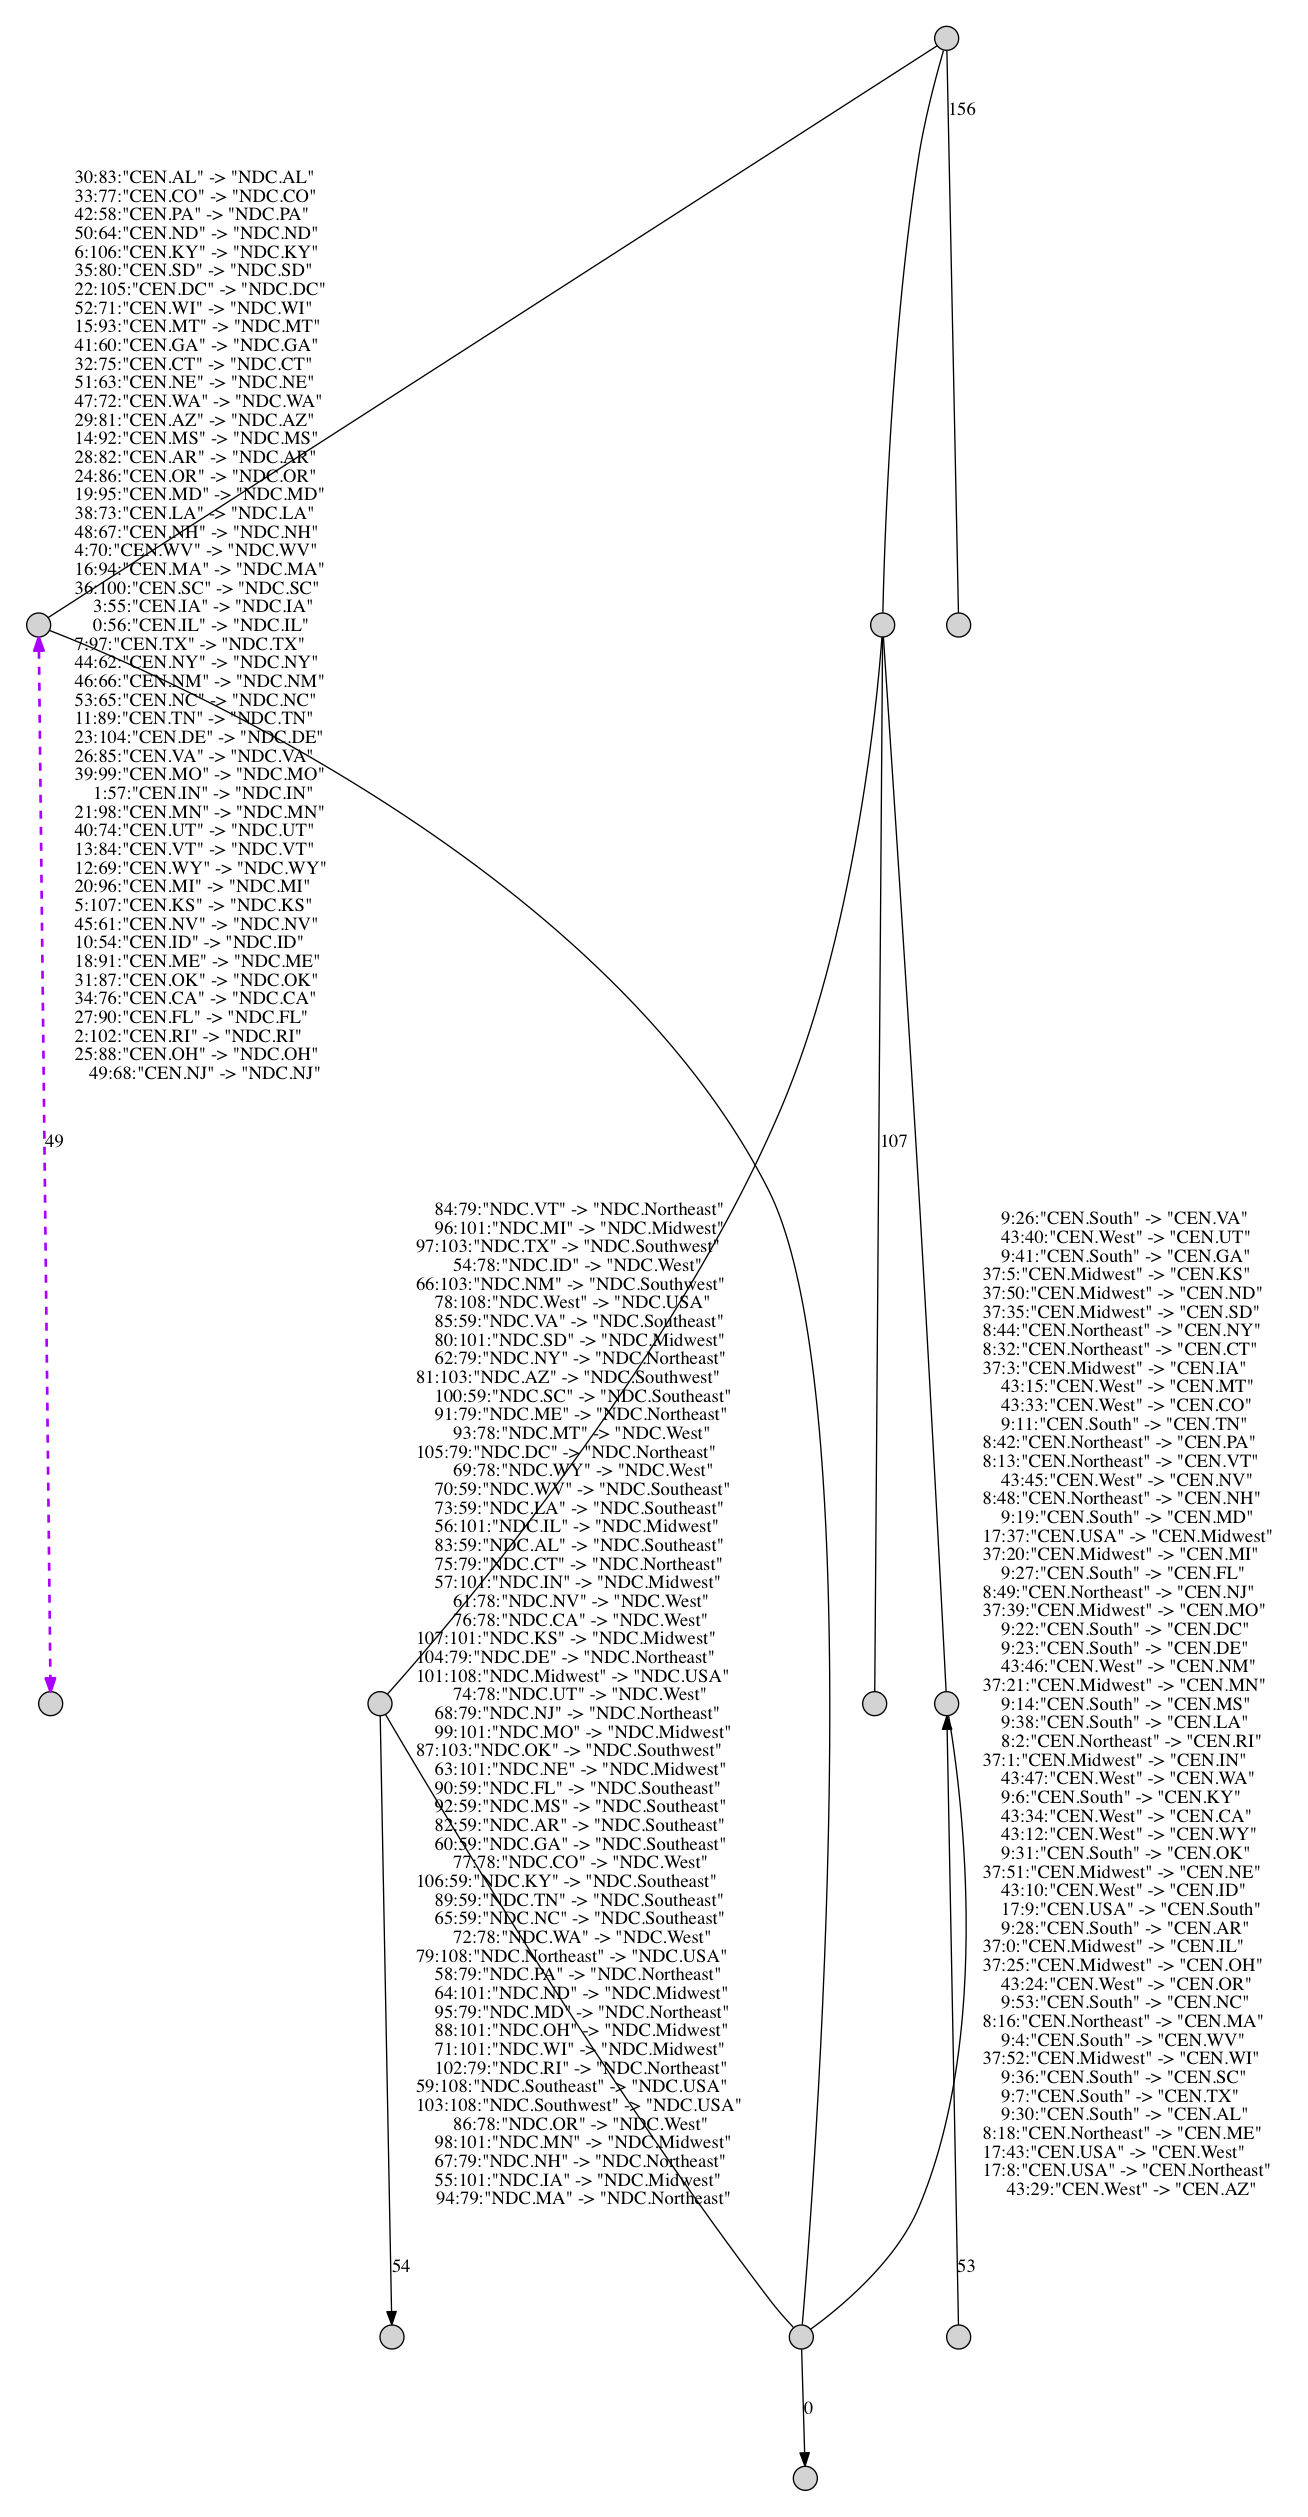 156
30:83:"CEN.AL" -> "NDC.AL"
33:77:"CEN.CO" -> "NDC.CO"
42:58:"CEN.PA" -> "NDC.PA"
50:64:"CEN.ND" -> "NDC.ND"
6:106:"CEN.KY" -> "NDC.KY"
35:80:"CEN.SD" -> "NDC.SD"
22:105:"CEN.DC" -> "NDC.DC"
52:71:"CEN.WI" -> "NDC.WI"
15:93:"CEN.MT" -> "NDC.MT"
41:60:"CEN.GA" -> "NDC.GA"
32:75:"CEN.CT" -> "NDC.CT"
51:63:"CEN.NE" -> "NDC.NE"
47:72:"CEN.WA" -> "NDC.WA"
29:81:"CEN.AZ" -> "NDC.AZ"
14:92:"CEN.MS" -> "NDC.MS"
28:82:"CEN.AR" -> "NDC.AR"
24:86:"CEN.OR" -> "NDC.OR"
19:95:"CEN.MD" -> "NDC.MD"
38:73:"CEN.LA" -> "NDC.LA"
48:67:"CEN.NH" -> "NDC.NH"
4:70:"CEN.WV" -> "NDC.WV"
16:94:"CEN.MA" -> "NDC.MA"
36:100:"CEN.SC" -> "NDC.SC"
3:55:"CEN.IA" -> "NDC.IA"
0:56:"CEN.IL" -> "NDC.IL"
7:97:"CEN.TX" -> "NDC.TX"
44:62:"CEN.NY" -> "NDC.NY"
46:66:"CEN.NM" -> "NDC.NM"
53:65:"CEN.NC" -> "NDC.NC"
11:89:"CEN.TN" -> "NDC.TN"
23:104:"CEN.DE" -> "NDC.DE"
26:85:"CEN.VA" -> "NDC.VA"
39:99:"CEN.MO" -> "NDC.MO"
1:57:"CEN.IN" -> "NDC.IN"
21:98:"CEN.MN" -> "NDC.MN"
40:74:"CEN.UT" -> "NDC.UT"
13:84:"CEN.VT" -> "NDC.VT"
12:69:"CEN.WY" -> "NDC.WY"
20:96:"CEN.MI" -> "NDC.MI"
5:107:"CEN.KS" -> "NDC.KS"
45:61:"CEN.NV" -> "NDC.NV"
10:54:"CEN.ID" -> "NDC.ID"
18:91:"CEN.ME" -> "NDC.ME"
31:87:"CEN.OK" -> "NDC.OK"
34:76:"CEN.CA" -> "NDC.CA"
27:90:"CEN.FL" -> "NDC.FL"
2:102:"CEN.RI" -> "NDC.RI"
25:88:"CEN.OH" -> "NDC.OH"
49:68:"CEN.NJ" -> "NDC.NJ"
49
107
84:79:"NDC.VT" -> "NDC.Northeast"
96:101:"NDC.MI" -> "NDC.Midwest"
97:103:"NDC.TX" -> "NDC.Southwest"
54:78:"NDC.ID" -> "NDC.West"
66:103:"NDC.NM" -> "NDC.Southwest"
78:108:"NDC.West" -> "NDC.USA"
85:59:"NDC.VA" -> "NDC.Southeast"
80:101:"NDC.SD" -> "NDC.Midwest"
62:79:"NDC.NY" -> "NDC.Northeast"
81:103:"NDC.AZ" -> "NDC.Southwest"
100:59:"NDC.SC" -> "NDC.Southeast"
91:79:"NDC.ME" -> "NDC.Northeast"
93:78:"NDC.MT" -> "NDC.West"
105:79:"NDC.DC" -> "NDC.Northeast"
69:78:"NDC.WY" -> "NDC.West"
70:59:"NDC.WV" -> "NDC.Southeast"
73:59:"NDC.LA" -> "NDC.Southeast"
56:101:"NDC.IL" -> "NDC.Midwest"
83:59:"NDC.AL" -> "NDC.Southeast"
75:79:"NDC.CT" -> "NDC.Northeast"
57:101:"NDC.IN" -> "NDC.Midwest"
61:78:"NDC.NV" -> "NDC.West"
76:78:"NDC.CA" -> "NDC.West"
107:101:"NDC.KS" -> "NDC.Midwest"
104:79:"NDC.DE" -> "NDC.Northeast"
101:108:"NDC.Midwest" -> "NDC.USA"
74:78:"NDC.UT" -> "NDC.West"
68:79:"NDC.NJ" -> "NDC.Northeast"
99:101:"NDC.MO" -> "NDC.Midwest"
87:103:"NDC.OK" -> "NDC.Southwest"
63:101:"NDC.NE" -> "NDC.Midwest"
90:59:"NDC.FL" -> "NDC.Southeast"
92:59:"NDC.MS" -> "NDC.Southeast"
82:59:"NDC.AR" -> "NDC.Southeast"
60:59:"NDC.GA" -> "NDC.Southeast"
77:78:"NDC.CO" -> "NDC.West"
106:59:"NDC.KY" -> "NDC.Southeast"
89:59:"NDC.TN" -> "NDC.Southeast"
65:59:"NDC.NC" -> "NDC.Southeast"
72:78:"NDC.WA" -> "NDC.West"
79:108:"NDC.Northeast" -> "NDC.USA"
58:79:"NDC.PA" -> "NDC.Northeast"
64:101:"NDC.ND" -> "NDC.Midwest"
95:79:"NDC.MD" -> "NDC.Northeast"
88:101:"NDC.OH" -> "NDC.Midwest"
71:101:"NDC.WI" -> "NDC.Midwest"
102:79:"NDC.RI" -> "NDC.Northeast"
59:108:"NDC.Southeast" -> "NDC.USA"
103:108:"NDC.Southwest" -> "NDC.USA"
86:78:"NDC.OR" -> "NDC.West"
98:101:"NDC.MN" -> "NDC.Midwest"
67:79:"NDC.NH" -> "NDC.Northeast"
55:101:"NDC.IA" -> "NDC.Midwest"
94:79:"NDC.MA" -> "NDC.Northeast"
9:26:"CEN.South" -> "CEN.VA"
43:40:"CEN.West" -> "CEN.UT"
9:41:"CEN.South" -> "CEN.GA"
37:5:"CEN.Midwest" -> "CEN.KS"
37:50:"CEN.Midwest" -> "CEN.ND"
37:35:"CEN.Midwest" -> "CEN.SD"
8:44:"CEN.Northeast" -> "CEN.NY"
8:32:"CEN.Northeast" -> "CEN.CT"
37:3:"CEN.Midwest" -> "CEN.IA"
43:15:"CEN.West" -> "CEN.MT"
43:33:"CEN.West" -> "CEN.CO"
9:11:"CEN.South" -> "CEN.TN"
8:42:"CEN.Northeast" -> "CEN.PA"
8:13:"CEN.Northeast" -> "CEN.VT"
43:45:"CEN.West" -> "CEN.NV"
8:48:"CEN.Northeast" -> "CEN.NH"
9:19:"CEN.South" -> "CEN.MD"
17:37:"CEN.USA" -> "CEN.Midwest"
37:20:"CEN.Midwest" -> "CEN.MI"
9:27:"CEN.South" -> "CEN.FL"
8:49:"CEN.Northeast" -> "CEN.NJ"
37:39:"CEN.Midwest" -> "CEN.MO"
9:22:"CEN.South" -> "CEN.DC"
9:23:"CEN.South" -> "CEN.DE"
43:46:"CEN.West" -> "CEN.NM"
37:21:"CEN.Midwest" -> "CEN.MN"
9:14:"CEN.South" -> "CEN.MS"
9:38:"CEN.South" -> "CEN.LA"
8:2:"CEN.Northeast" -> "CEN.RI"
37:1:"CEN.Midwest" -> "CEN.IN"
43:47:"CEN.West" -> "CEN.WA"
9:6:"CEN.South" -> "CEN.KY"
43:34:"CEN.West" -> "CEN.CA"
43:12:"CEN.West" -> "CEN.WY"
9:31:"CEN.South" -> "CEN.OK"
37:51:"CEN.Midwest" -> "CEN.NE"
43:10:"CEN.West" -> "CEN.ID"
17:9:"CEN.USA" -> "CEN.South"
9:28:"CEN.South" -> "CEN.AR"
37:0:"CEN.Midwest" -> "CEN.IL"
37:25:"CEN.Midwest" -> "CEN.OH"
43:24:"CEN.West" -> "CEN.OR"
9:53:"CEN.South" -> "CEN.NC"
8:16:"CEN.Northeast" -> "CEN.MA"
9:4:"CEN.South" -> "CEN.WV"
37:52:"CEN.Midwest" -> "CEN.WI"
9:36:"CEN.South" -> "CEN.SC"
9:7:"CEN.South" -> "CEN.TX"
9:30:"CEN.South" -> "CEN.AL"
8:18:"CEN.Northeast" -> "CEN.ME"
17:43:"CEN.USA" -> "CEN.West"
17:8:"CEN.USA" -> "CEN.Northeast"
43:29:"CEN.West" -> "CEN.AZ"
54
53
0